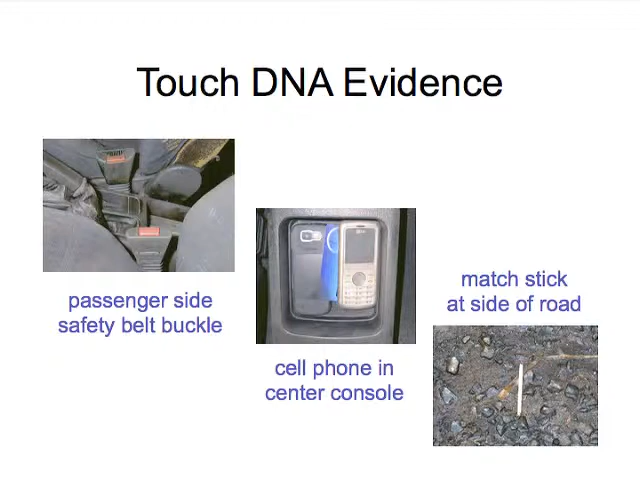 Touch DNA Evidence
passenger side
safety belt buckle
cell phone in
center console
match stick
at side of road